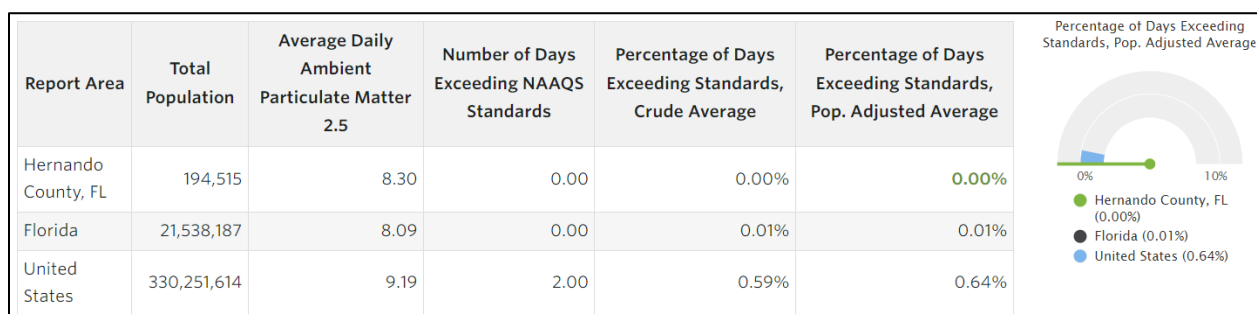 Report Area
Total
Population
Average Daily
Ambient
Particulate Matter
2.5
Number of Days
Exceeding NAAQS
Standards
Percentage of Days
Exceeding Standards,
Crude Average
Percentage of Days
Exceeding Standards,
Pop. Adjusted Average
Hernando
County, FL
194,515
8.30
0.00
0.00%
0.00%
Florida
21,538,187
8.09
0.00
0.01%
0.01%
United
States
330,251,614
9.19
2.00
0.59%
0.64%
Percentage of Days Exceeding
Standards, Pop. Adjusted Average
0%
10%
Hernando County, FL
(0.00%)
Florida (0.01%)
United States (0.64%)